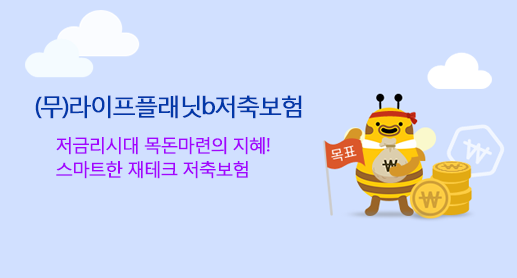 (무)라이프플래닛b저축보험
저금리시대 목돈마련의 지혜!
스마트한 재테크 저축보험
목표
₩
₩
₩